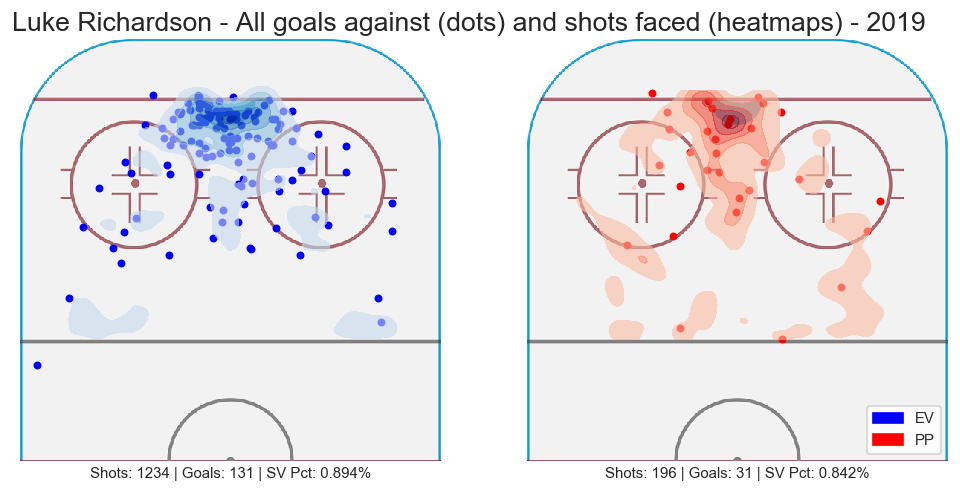 Luke Richardson - All goals against (dots) and shots faced (heatmaps) - 2019
EV
PP
Shots: 1234 | Goals: 131 | SV Pct: 0.894%
Shots: 196 | Goals: 31 | SV Pct: 0.842%